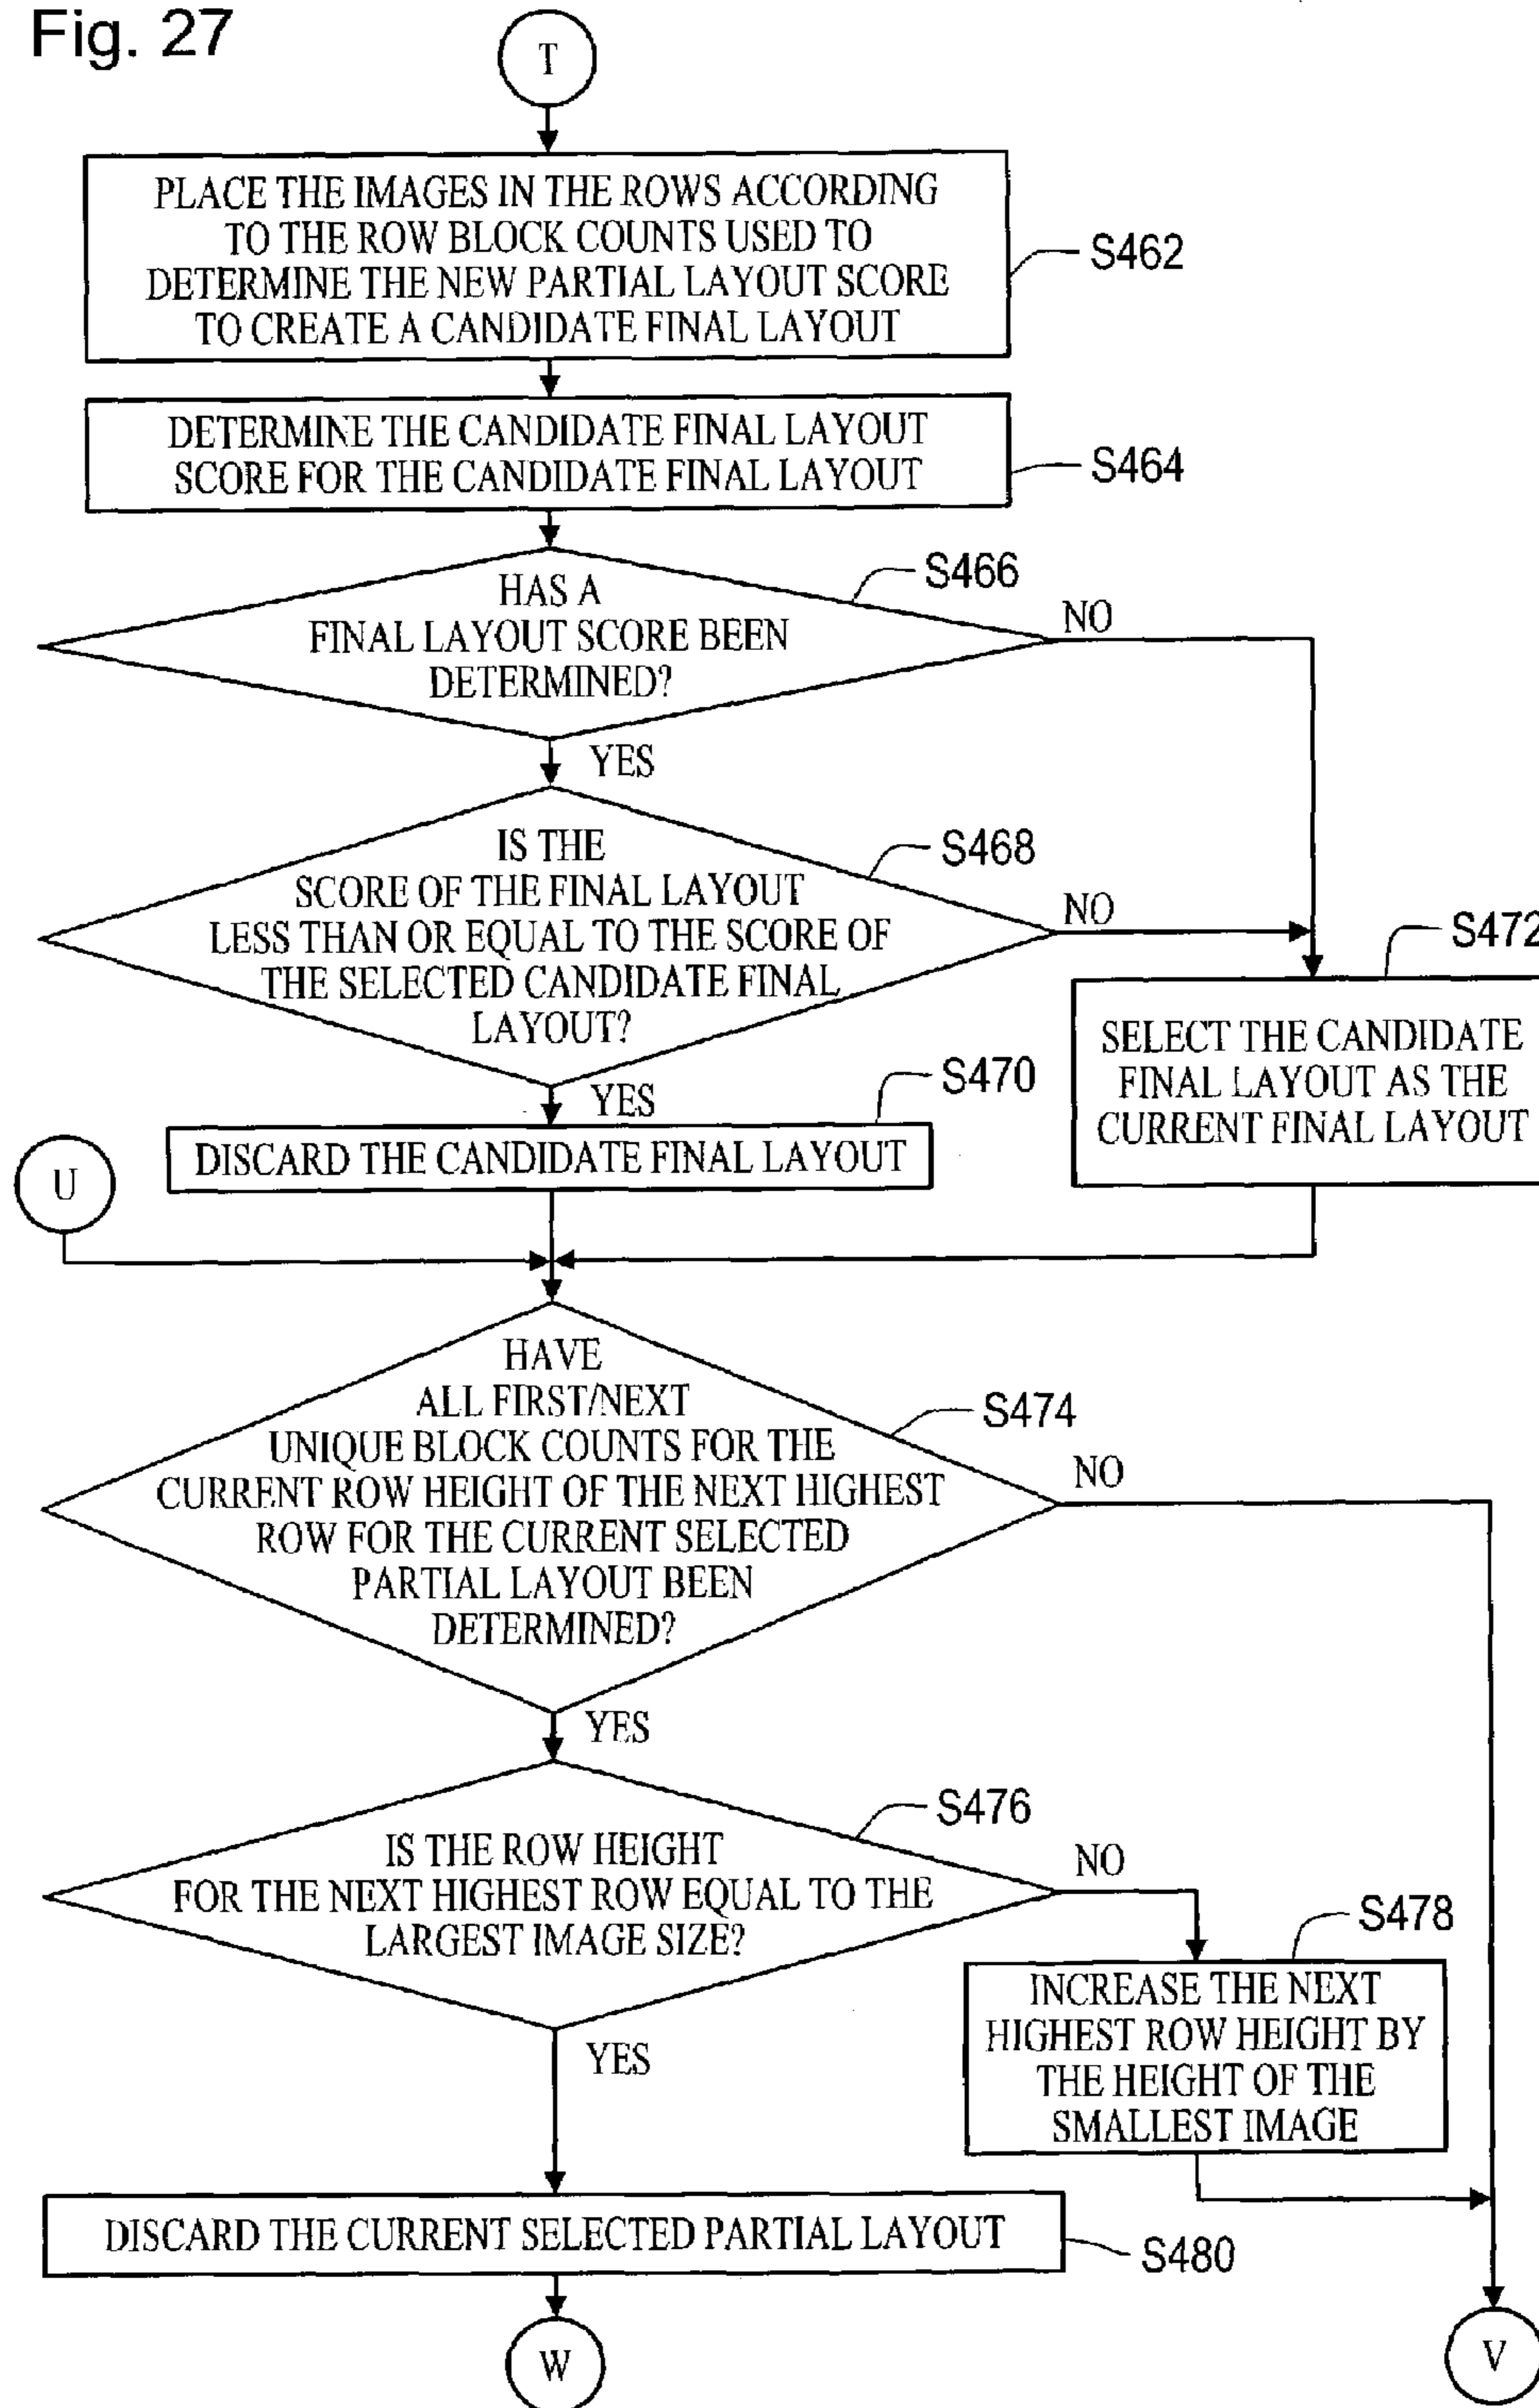 Fig. 27
T
PLACE THE IMAGES IN THE ROWS ACCORDING
TO THE ROW BLOCK COUNTS USED TO
DETERMINE THE NEW PARTIAL LAYOUT SCORE
TO CREATE A CANDIDATE FINAL LAYOUT
S462
DETERMINE THE CANDIDATE FINAL LAYOUT
SCORE FOR THE CANDIDATE FINAL LAYOUT
S464
HAS A
FINAL LAYOUT SCORE BEEN
DETERMINED?
S466
NO
YES
IS THE
SCORE OF THE FINAL LAYOUT
LESS THAN OR EQUAL TO THE SCORE OF
THE SELECTED CANDIDATE FINAL
LAYOUT?
S468
NO
YES
S472
SELECT THE CANDIDATE
FINAL LAYOUT AS THE
CURRENT FINAL LAYOUT
S470
DISCARD THE CANDIDATE FINAL LAYOUT
U
HAVE
ALL FIRST/NEXT
UNIQUE BLOCK COUNTS FOR THE
CURRENT ROW HEIGHT OF THE NEXT HIGHEST
ROW FOR THE CURRENT SELECTED
PARTIAL LAYOUT BEEN
DETERMINED?
S474
NO
YES
IS THE ROW HEIGHT
FOR THE NEXT HIGHEST ROW EQUAL TO THE
LARGEST IMAGE SIZE?
S476
NO
YES
S478
INCREASE THE NEXT
HIGHEST ROW HEIGHT BY
THE HEIGHT OF THE
SMALLEST IMAGE
DISCARD THE CURRENT SELECTED PARTIAL LAYOUT
S480
W
V